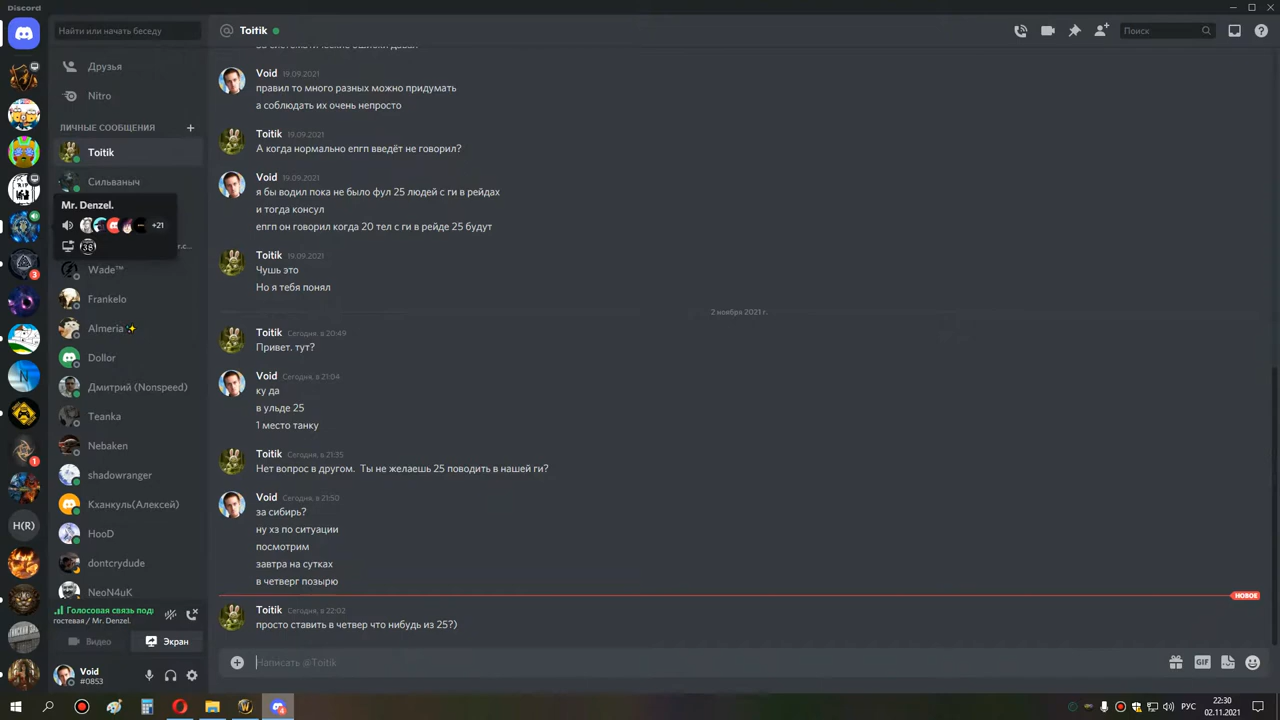 Discord
Найти или начать беседу
Друзья
Nitro
ЛИЧНЫЕ СООБЩЕНИЯ
Toitik
Сильваныч
Mr. Denzel.
+21
38
r.c...
Wade™
Frankelo
Almeria
Dollor
Дмитрий (Nonspeed)
Teanka
Nebaken
shadowranger
Кханкуль(Алексей)
HooD
dontcrydude
NeoN4uK
3
1
H(R)
Голосовая связь под
гостевая / Mr. Denzel.
Видео
Экран
Void
#0853
Toitik
Поиск
Void 19.09.2021
правил то много разных можно придумать
а соблюдать их очень непросто
Toitik 19.09.2021
А когда нормально епгп введёт не говорил?
Void 19.09.2021
я бы водил пока не было фул 25 людей с ги в рейдах
и тогда консул
епгп он говорил когда 20 тел с ги в рейде 25 будут
Toitik 19.09.2021
Чушь это
Но я тебя понял
2 ноября 2021 г.
Toitik Сегодня, в 20:49
Привет. тут?
Void Сегодня, в 21:04
ку да
в ульде 25
1 место танку
Toitik Сегодня, в 21:35
Нет вопрос в другом. Ты не желаешь 25 поводить в нашей ги?
Void Сегодня, в 21:50
за сибирь?
ну хз по ситуации
посмотрим
завтра на сутках
в четверг позырю
НОВОЕ
Toitik Сегодня, в 22:02
просто ставить в четвер что нибудь из 25?)
Написать @Toitik
GIF
4
РУС
22:30
02.11.2021